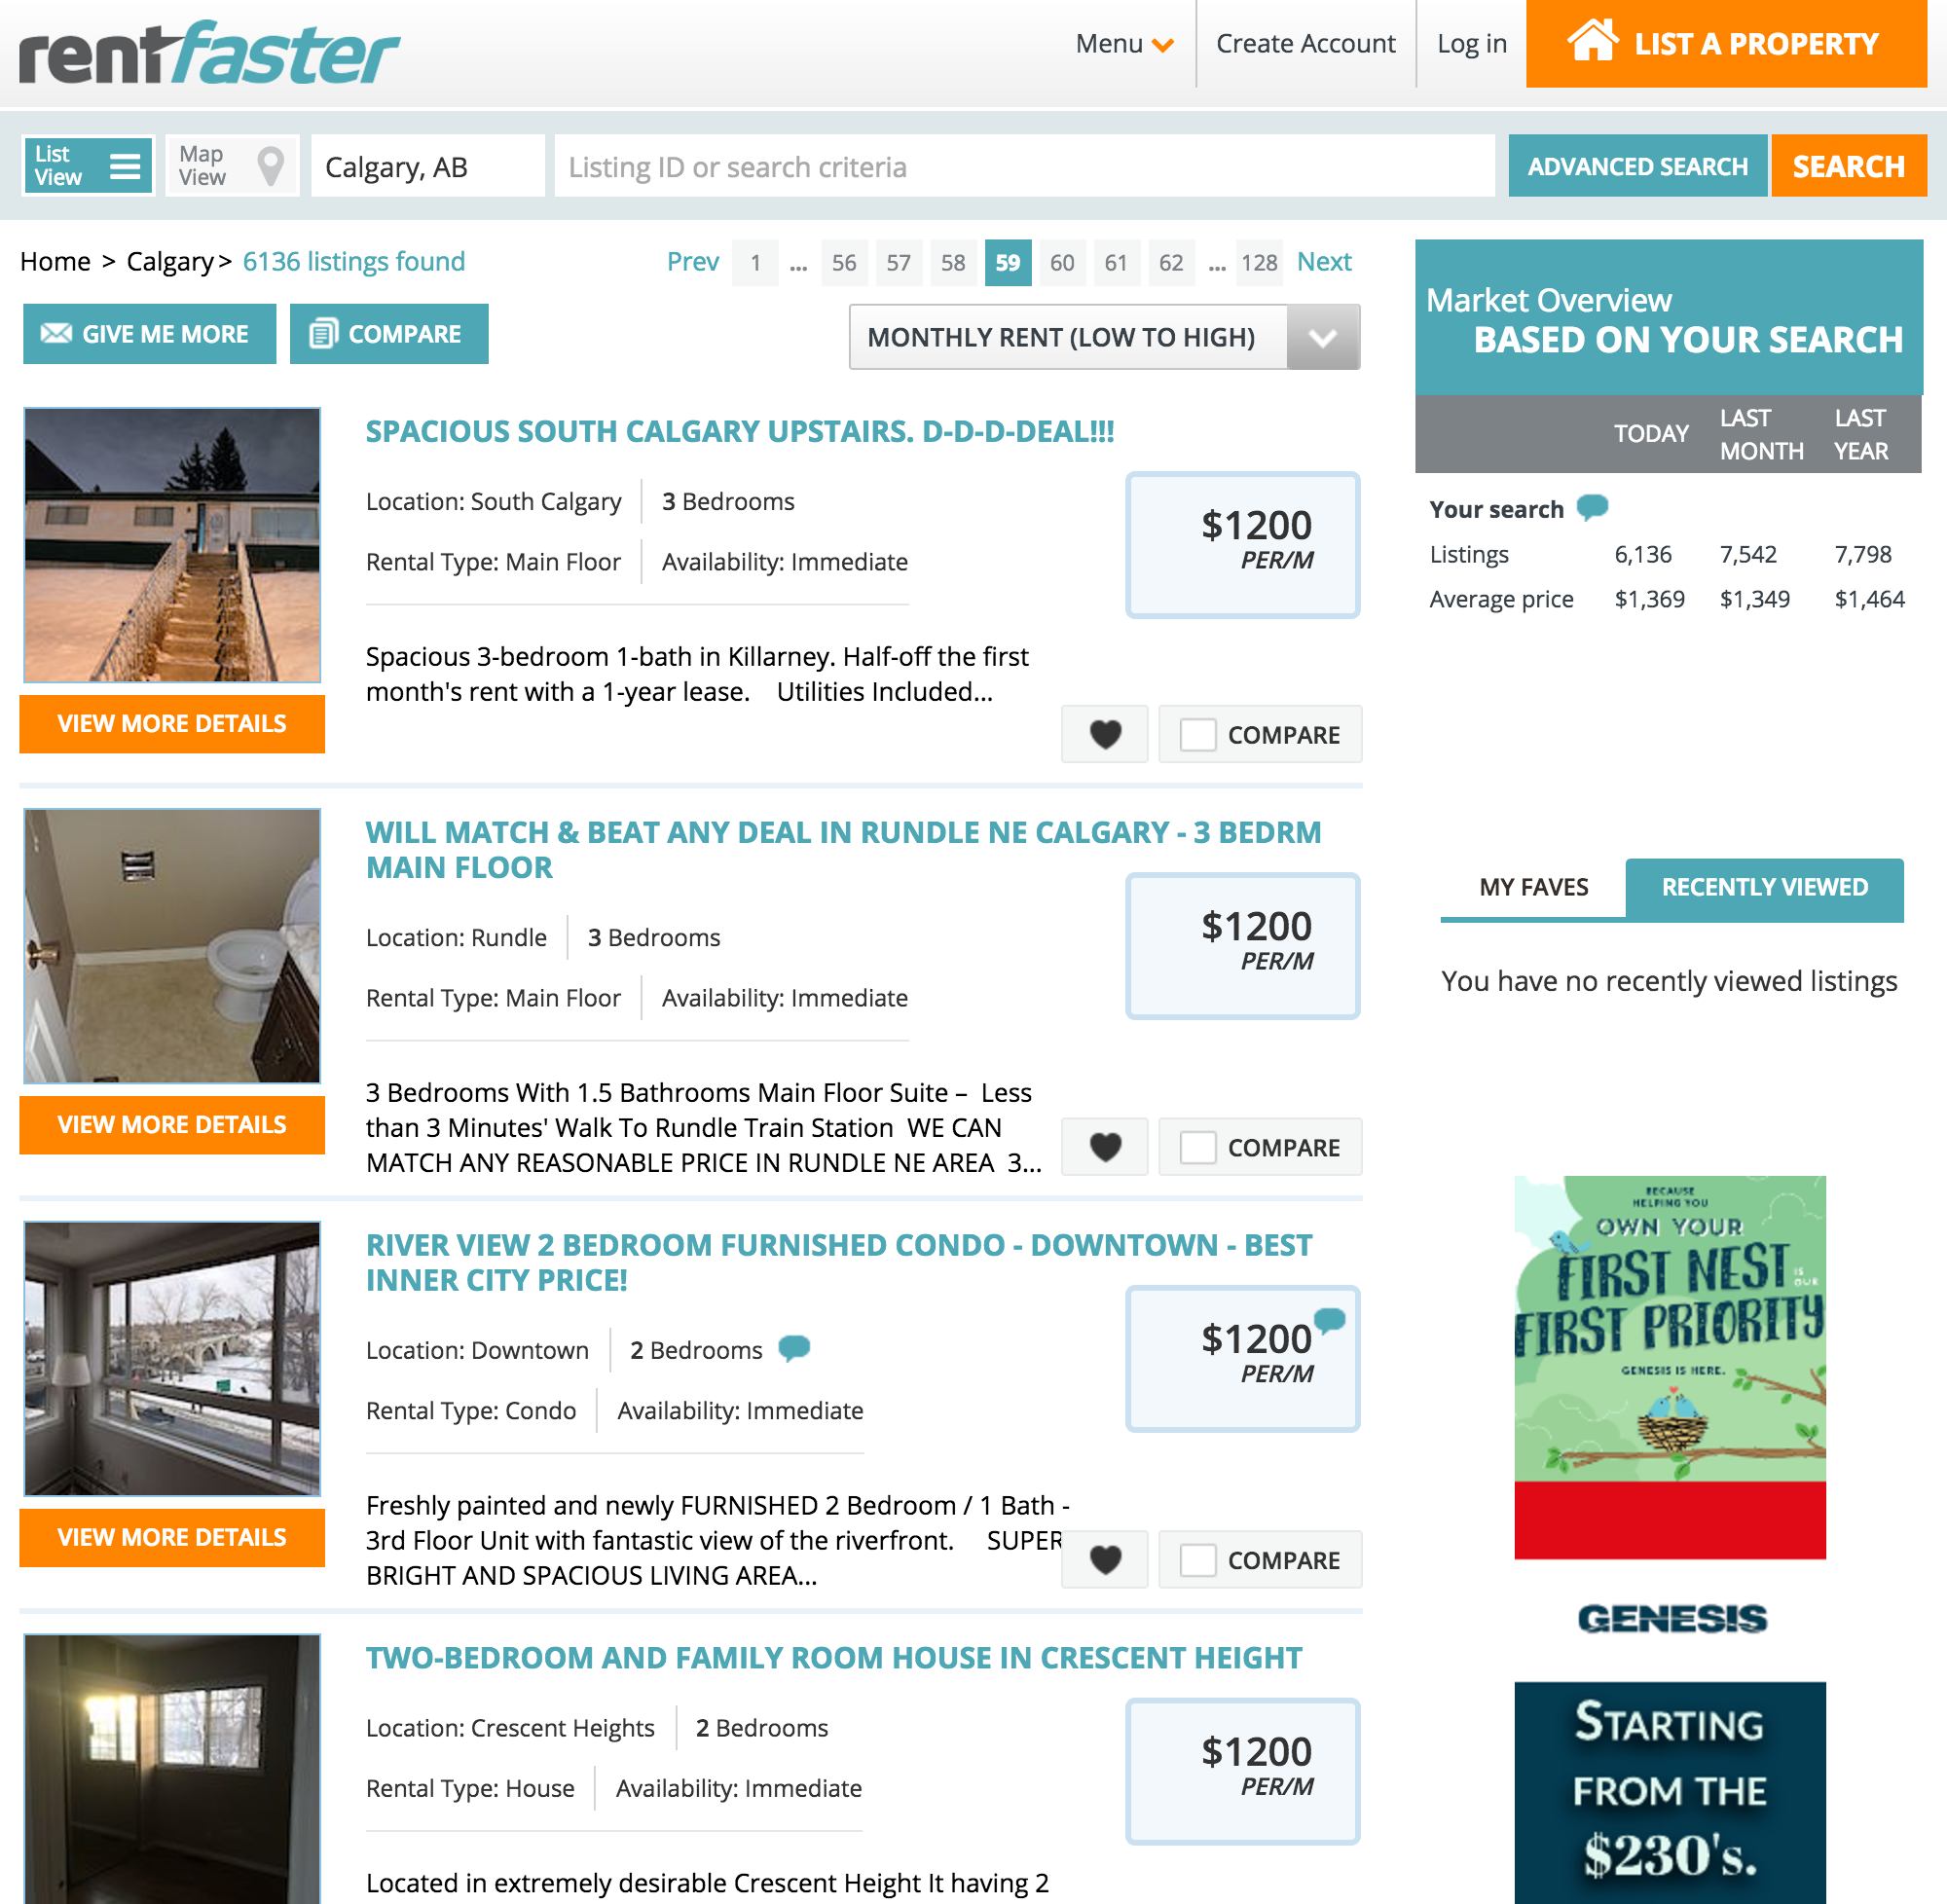 rentfaster
Menu
Create Account
Log in
LIST A PROPERTY
List
View
Map
View
Calgary, AB
Listing ID or search criteria
ADVANCED SEARCH
SEARCH
Home > Calgary > 6136 listings found
Prev 1 ... 56 57 58 59 60 61 62 ... 128 Next
GIVE ME MORE
COMPARE
MONTHLY RENT (LOW TO HIGH)
SPACIOUS SOUTH CALGARY UPSTAIRS. D-D-D-DEAL!!!
Location: South Calgary
3 Bedrooms
Rental Type: Main Floor
Availability: Immediate
$1200
PER/M
Spacious 3-bedroom 1-bath in Killarney. Half-off the first
month's rent with a 1-year lease. Utilities Included...
VIEW MORE DETAILS
COMPARE
WILL MATCH & BEAT ANY DEAL IN RUNDLE NE CALGARY - 3 BEDRM
MAIN FLOOR
Location: Rundle
3 Bedrooms
Rental Type: Main Floor
Availability: Immediate
$1200
PER/M
3 Bedrooms With 1.5 Bathrooms Main Floor Suite – Less
than 3 Minutes' Walk To Rundle Train Station WE CAN
MATCH ANY REASONABLE PRICE IN RUNDLE NE AREA 3...
VIEW MORE DETAILS
COMPARE
RIVER VIEW 2 BEDROOM FURNISHED CONDO - DOWNTOWN - BEST
INNER CITY PRICE!
Location: Downtown
2 Bedrooms
Rental Type: Condo
Availability: Immediate
$1200
PER/M
Freshly painted and newly FURNISHED 2 Bedroom / 1 Bath -
3rd Floor Unit with fantastic view of the riverfront. SUPER
BRIGHT AND SPACIOUS LIVING AREA...
VIEW MORE DETAILS
COMPARE
TWO-BEDROOM AND FAMILY ROOM HOUSE IN CRESCENT HEIGHT
Location: Crescent Heights
2 Bedrooms
Rental Type: House
Availability: Immediate
$1200
PER/M
Located in extremely desirable Crescent Height It having 2
Market Overview
BASED ON YOUR SEARCH
TODAY
LAST
MONTH
LAST
YEAR
Your search
Listings 6,136 7,542 7,798
Average price $1,369 $1,349 $1,464
MY FAVES
RECENTLY VIEWED
You have no recently viewed listings
BECAUSE
HELPING YOU
OWN YOUR
FIRST NEST
IS
OUR
FIRST PRIORITY
GENESIS IS HERE.
GENESIS
STARTING
FROM THE
$230's.